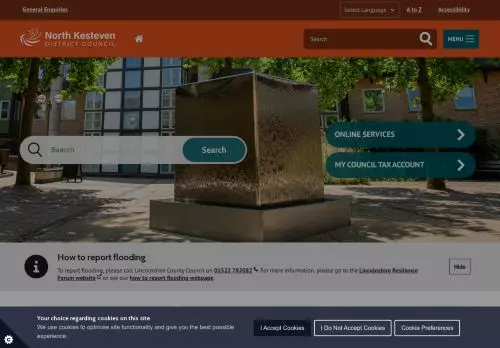 General Enquiries
Select Language
A to Z
Accessibility
North Kesteven
DISTRICT COUNCIL
Search
MENU
ONLINE SERVICES
Search
Search
MY COUNCIL TAX ACCOUNT
How to report flooding
To report flooding, please call Lincolnshire County Council on 01522 782082. For more information, please go to the Lincolnshire Resilience
Forum website or see our how to report flooding webpage.
Hide
Your choice regarding cookies on this site
We use cookies to optimise site functionality and give you the best possible
experience.
I Accept Cookies
I Do Not Accept Cookies
Cookie Preferences